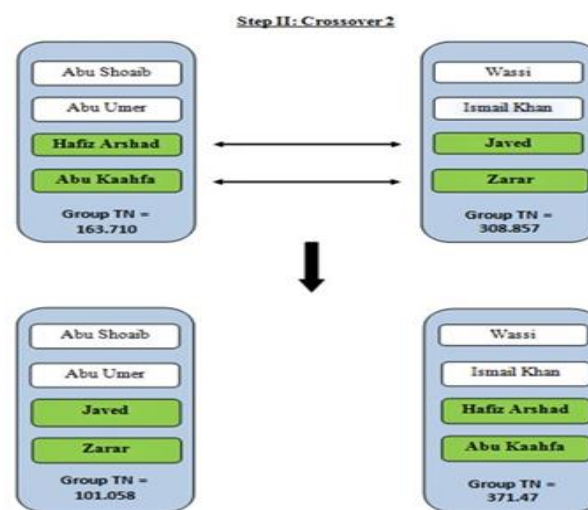 Step II: Crossover 2
Abu Shoaib
Abu Umer
Hafiz Arshad
Abu Kaahfa
Group TN =
163.710
Wassi
Ismail Khan
Javed
Zarar
Group TN =
308.857
Abu Shoaib
Abu Umer
Javed
Zarar
Group TN =
101.058
Wassi
Ismail Khan
Hafiz Arshad
Abu Kaahfa
Group TN =
371.47